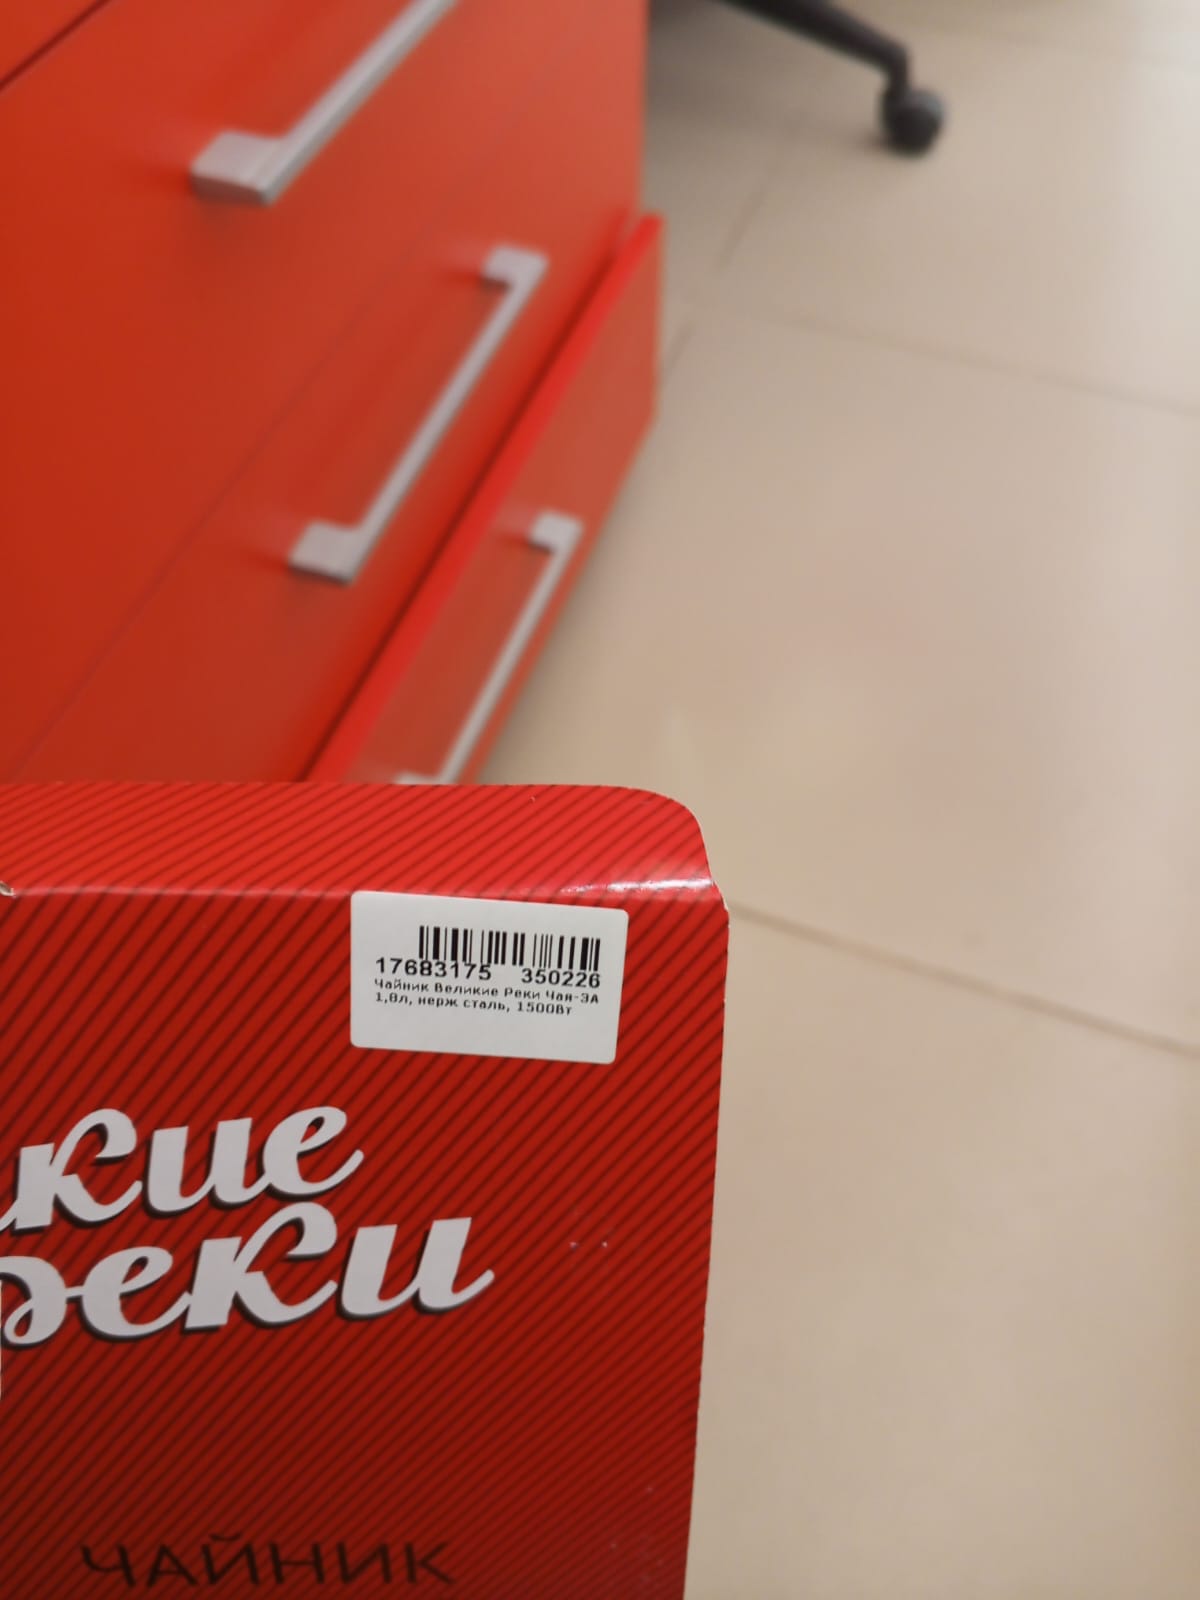 17683175 350226
Чайник Великие Реки Чая-3А
1,8л, нерж сталь, 1500Вт
кие
реки
ЧАЙНИК